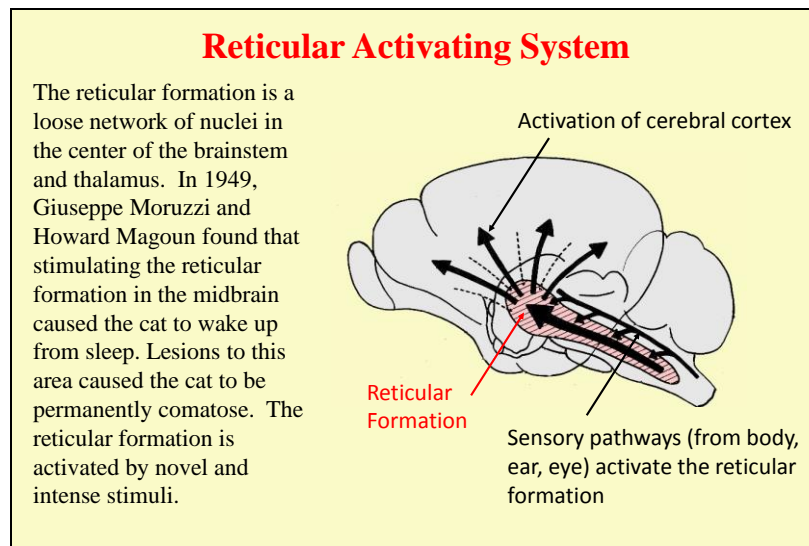 Reticular Activating System
The reticular formation is a
loose network of nuclei in
the center of the brainstem
and thalamus.  In 1949,
Giuseppe Moruzzi and
Howard Magoun found that
stimulating the reticular
formation in the midbrain
caused the cat to wake up
from sleep. Lesions to this
area caused the cat to be
permanently comatose.  The
reticular formation is
activated by novel and
intense stimuli.
Activation of cerebral cortex
Reticular
Formation
Sensory pathways (from body,
ear, eye) activate the reticular
formation